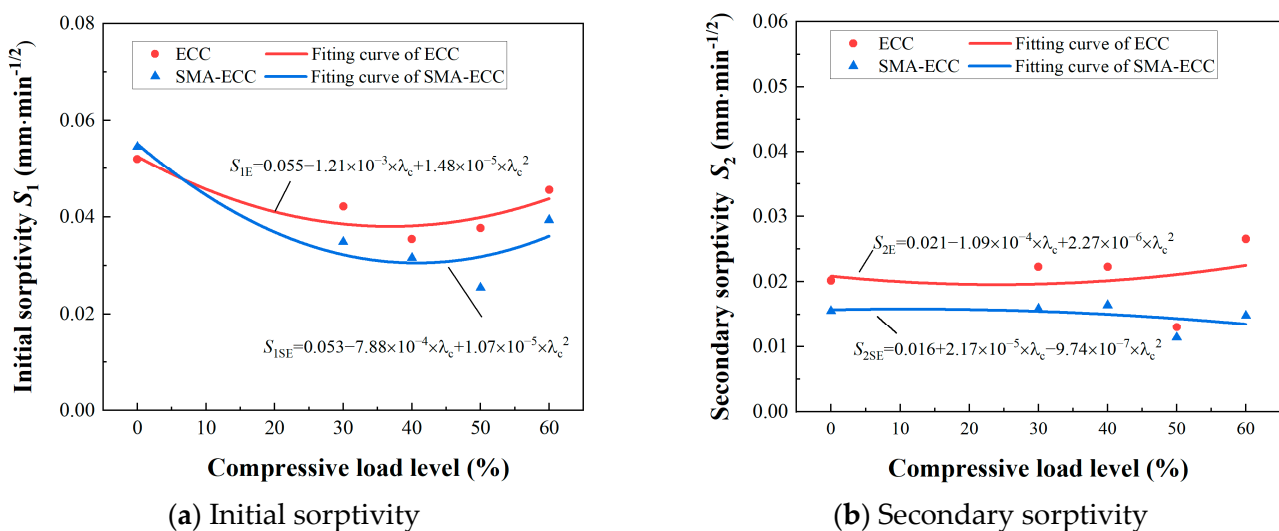 0.08
0.06
0.04
0.02
0.00
Initial sorptivity S₁ (mm·min⁻¹/²)
ECC Fitting curve of ECC
SMA-ECC Fitting curve of SMA-ECC
S₁E−0.055−1.21×10⁻³×λc+1.48×10⁻⁵×λc²
S₁SE=0.053−7.88×10⁻⁴×λc+1.07×10⁻⁵×λc²
0 10 20 30 40 50 60
Compressive load level (%)
(a) Initial sorptivity
0.06
0.05
0.04
0.03
0.02
0.01
0.00
Secondary sorptivity S₂ (mm·min⁻¹/²)
ECC Fitting curve of ECC
SMA-ECC Fitting curve of SMA-ECC
S₂E=0.021−1.09×10⁻⁴×λc+2.27×10⁻⁶×λc²
S₂SE=0.016+2.17×10⁻⁵×λc−9.74×10⁻⁷×λc²
0 10 20 30 40 50 60
Compressive load level (%)
(b) Secondary sorptivity